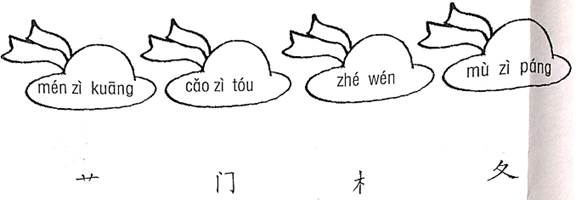 mén zì kuāng cǎo zì tóu zhé wén mù zì páng
艹 门 木 夂